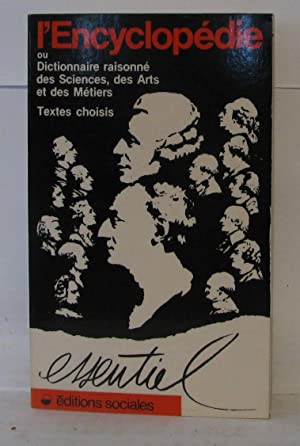 l'Encyclopédie
ou
Dictionnaire raisonné
des Sciences, des Arts
et des Métiers
Textes choisis
essentiel
éditions sociales